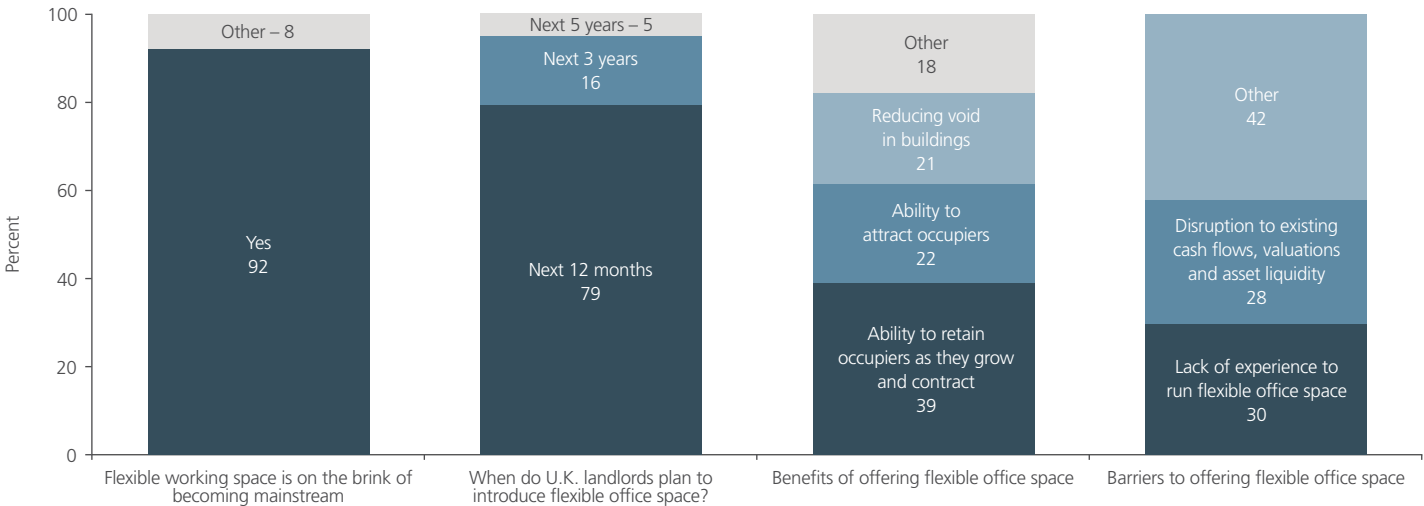 Percent
100
80
60
40
20
0
Other – 8
Yes
92
Flexible working space is on the brink of
becoming mainstream
Next 5 years – 5
Next 3 years
16
Next 12 months
79
When do U.K. landlords plan to
introduce flexible office space?
Other
18
Reducing void
in buildings
21
Ability to
attract occupiers
22
Ability to retain
occupiers as they grow
and contract
39
Benefits of offering flexible office space
Other
42
Disruption to existing
cash flows, valuations
and asset liquidity
28
Lack of experience to
run flexible office space
30
Barriers to offering flexible office space